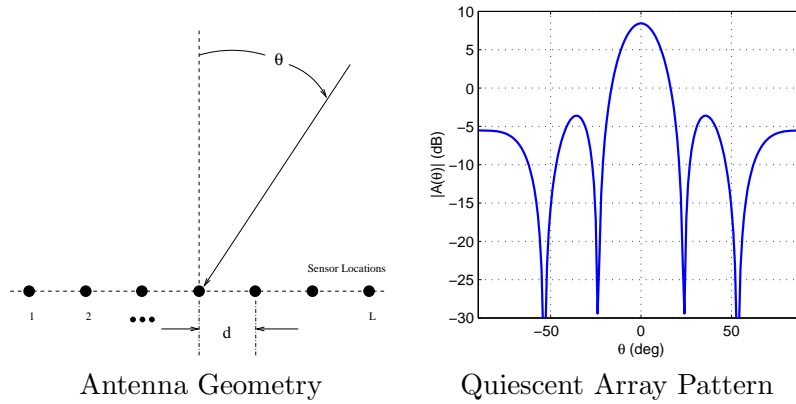 θ
Sensor Locations
1
2
•••
L
d
Antenna Geometry
10
5
0
−5
−10
−15
−20
−25
−30
|A(θ)| (dB)
−50
0
50
θ (deg)
Quiescent Array Pattern